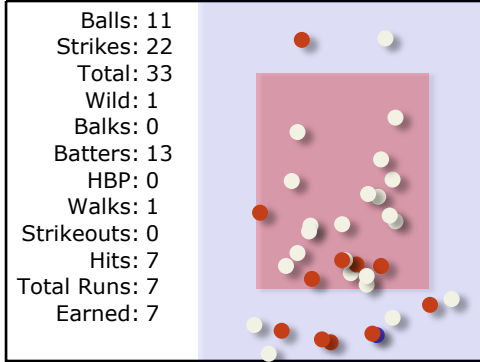 Balls: 11
Strikes: 22
Total: 33
Wild: 1
Balks: 0
Batters: 13
HBP: 0
Walks: 1
Strikeouts: 0
Hits: 7
Total Runs: 7
Earned: 7